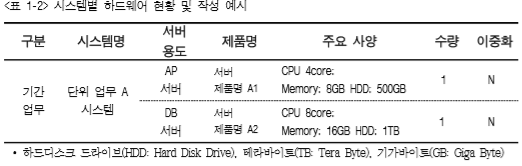 <표 1-2> 시스템별 하드웨어 현황 및 작성 예시
구분 시스템명 서버 용도 제품명 주요 사양 수량 이중화
기간 업무 단위 업무 A 시스템 AP 서버 서버 제품명 A1 CPU 4core: Memory: 8GB HDD: 500GB 1 N
DB 서버 서버 제품명 A2 CPU 8core: Memory: 16GB HDD: 1TB 1 N
• 하드디스크 드라이브(HDD: Hard Disk Drive), 테라바이트(TB: Tera Byte), 기가바이트(GB: Giga Byte)